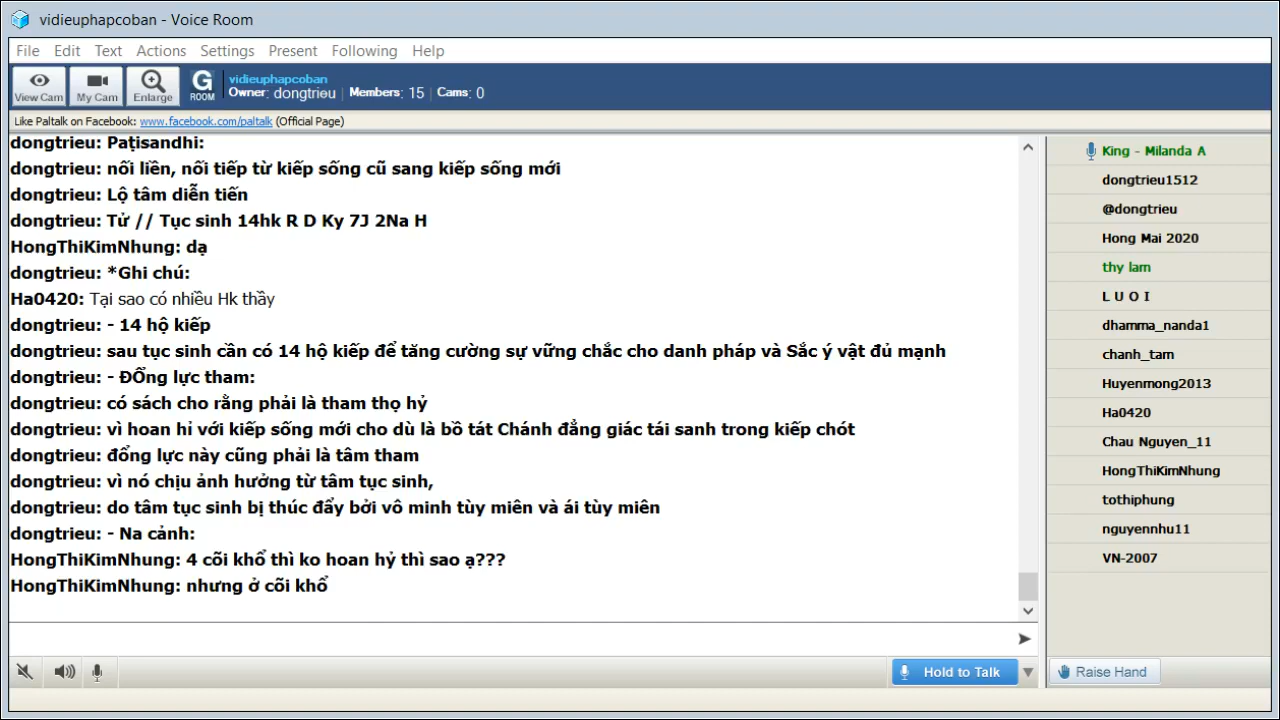 vidieuphapcoban - Voice Room
File Edit Text Actions Settings Present Following Help
View Cam My Cam Enlarge G ROOM vidieuphapcoban
Owner: dongtrieu | Members: 15 | Cams: 0
Like Paltalk on Facebook: www.facebook.com/paltalk (Official Page)
dongtrieu: Paṭisandhi:
dongtrieu: nối liền, nối tiếp từ kiếp sống cũ sang kiếp sống mới
dongtrieu: Lộ tâm diễn tiến
dongtrieu: Tử // Tục sinh 14hk R D Ky 7J 2Na H
HongThiKimNhung: dạ
dongtrieu: *Ghi chú:
Ha0420: Tại sao có nhiều Hk thầy
dongtrieu: - 14 hộ kiếp
dongtrieu: sau tục sinh cần có 14 hộ kiếp để tăng cường sự vững chắc cho danh pháp và Sắc ý vật đủ mạnh
dongtrieu: - ĐỔng lực tham:
dongtrieu: có sách cho rằng phải là tham thọ hỷ
dongtrieu: vì hoan hỉ với kiếp sống mới cho dù là bồ tát Chánh đẳng giác tái sanh trong kiếp chót
dongtrieu: đổng lực này cũng phải là tâm tham
dongtrieu: vì nó chịu ảnh hưởng từ tâm tục sinh,
dongtrieu: do tâm tục sinh bị thúc đẩy bởi vô minh tùy miên và ái tùy miên
dongtrieu: - Na cảnh:
HongThiKimNhung: 4 cõi khổ thì ko hoan hỷ thì sao ạ???
HongThiKimNhung: nhưng ở cõi khổ
King - Milanda A
dongtrieu1512
@dongtrieu
Hong Mai 2020
thy lam
L U O I
dhamma_nanda1
chanh_tam
Huyenmong2013
Ha0420
Chau Nguyen_11
HongThiKimNhung
tothiphung
nguyennhu11
VN-2007
Hold to Talk
Raise Hand